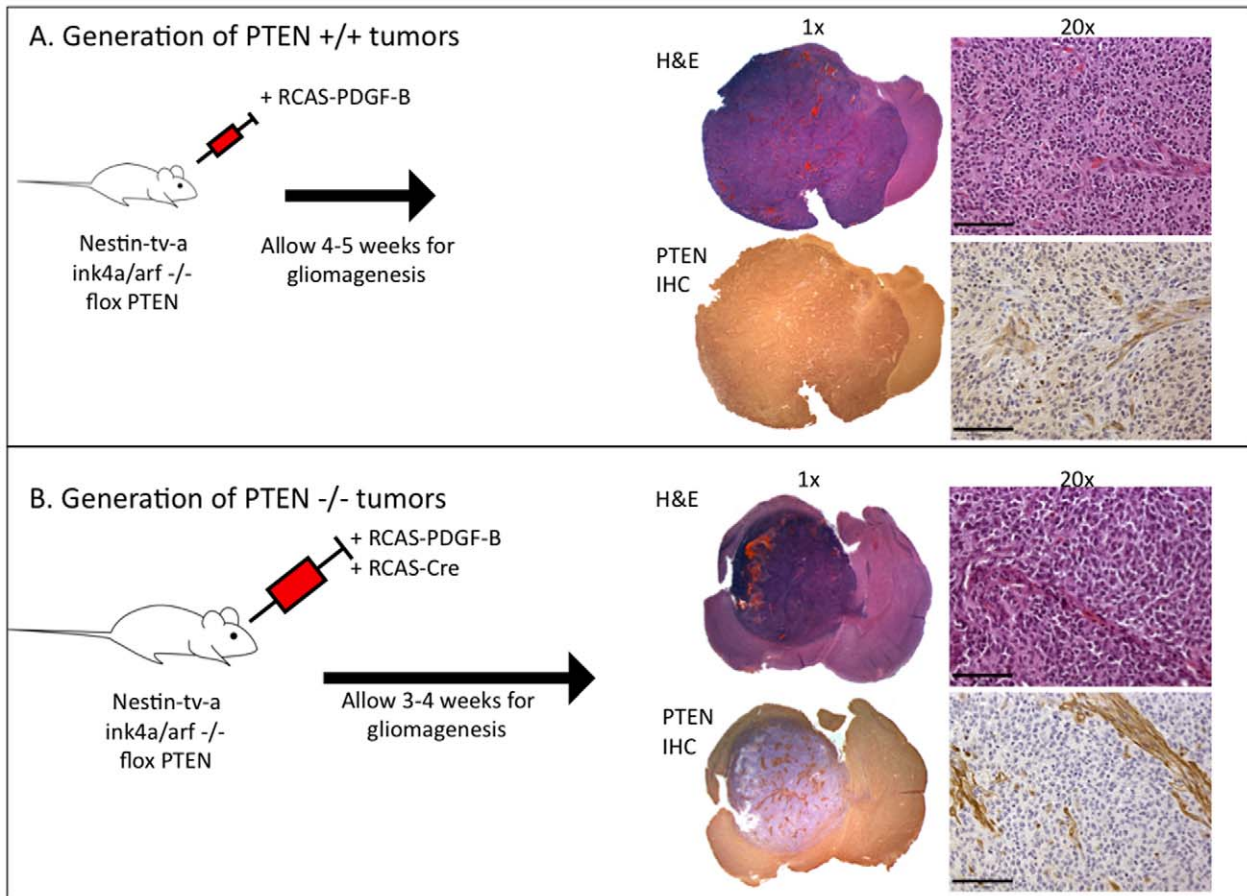 A. Generation of PTEN +/+ tumors
+ RCAS-PDGF-B
Nestin-tv-a
ink4a/arf -/-
flox PTEN
Allow 4-5 weeks for
gliomagenesis
1x
20x
H&E
PTEN
IHC
B. Generation of PTEN -/- tumors
+ RCAS-PDGF-B
+ RCAS-Cre
Nestin-tv-a
ink4a/arf -/-
flox PTEN
Allow 3-4 weeks for
gliomagenesis
1x
20x
H&E
PTEN
IHC